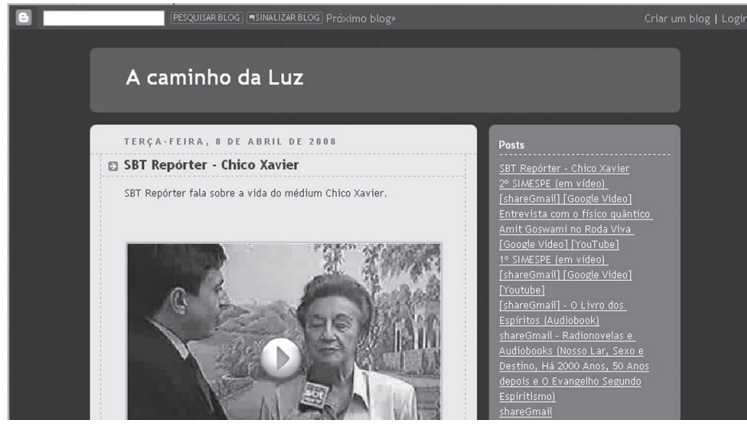 PESQUISAR BLOG SINALIZAR BLOG Próximo blog»
Criar um blog | Login
A caminho da Luz
TERÇA-FEIRA, 8 DE ABRIL DE 2008
SBT Repórter - Chico Xavier
SBT Repórter fala sobre a vida do médium Chico Xavier.
sbt
Posts
SBT Repórter - Chico Xavier
2º SIMESPE (em vídeo)
[shareGmail] [Google Video]
Entrevista com o físico quântico
Amit Goswami no Roda Viva
[Google Video] [YouTube]
1º SIMESPE (em vídeo)
[shareGmail] [Google Video]
[Youtube]
[shareGmail] - O Livro dos
Espíritos (Audiobook)
shareGmail - Radionovelas e
Audiobooks (Nosso Lar, Sexo e
Destino, Há 2000 Anos, 50 Anos
depois e O Evangelho Segundo
Espiritismo)
shareGmail